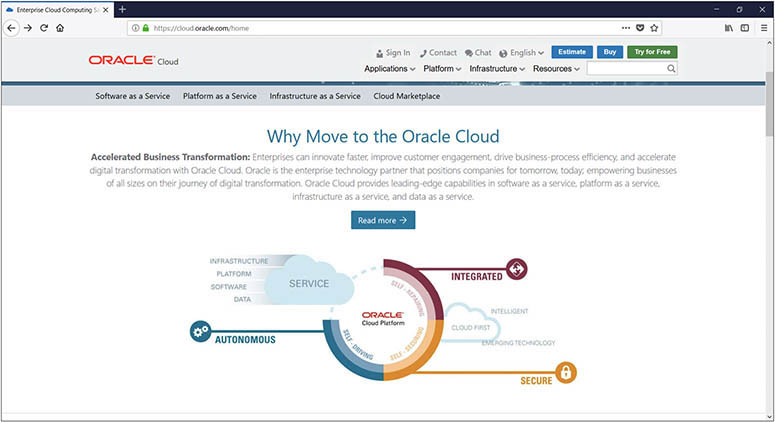 Enterprise Cloud Computing Sa
https://cloud.oracle.com/home
ORACLE Cloud
Sign In Contact Chat English Estimate Buy Try for Free
Applications Platform Infrastructure Resources
Software as a Service Platform as a Service Infrastructure as a Service Cloud Marketplace
Why Move to the Oracle Cloud
Accelerated Business Transformation: Enterprises can innovate faster, improve customer engagement, drive business-process efficiency, and accelerate
digital transformation with Oracle Cloud. Oracle is the enterprise technology partner that positions companies for tomorrow, today; empowering businesses
of all sizes on their journey of digital transformation. Oracle Cloud provides leading-edge capabilities in software as a service, platform as a service,
infrastructure as a service, and data as a service.
Read more
INFRASTRUCTURE
PLATFORM
SOFTWARE
DATA
SERVICE
INTEGRATED
SELF - REPAIRING
ORACLE
Cloud Platform
INTELLIGENT
CLOUD FIRST
EMERGING TECHNOLOGY
AUTONOMOUS
SELF - DRIVING
SELF - SECURING
SECURE